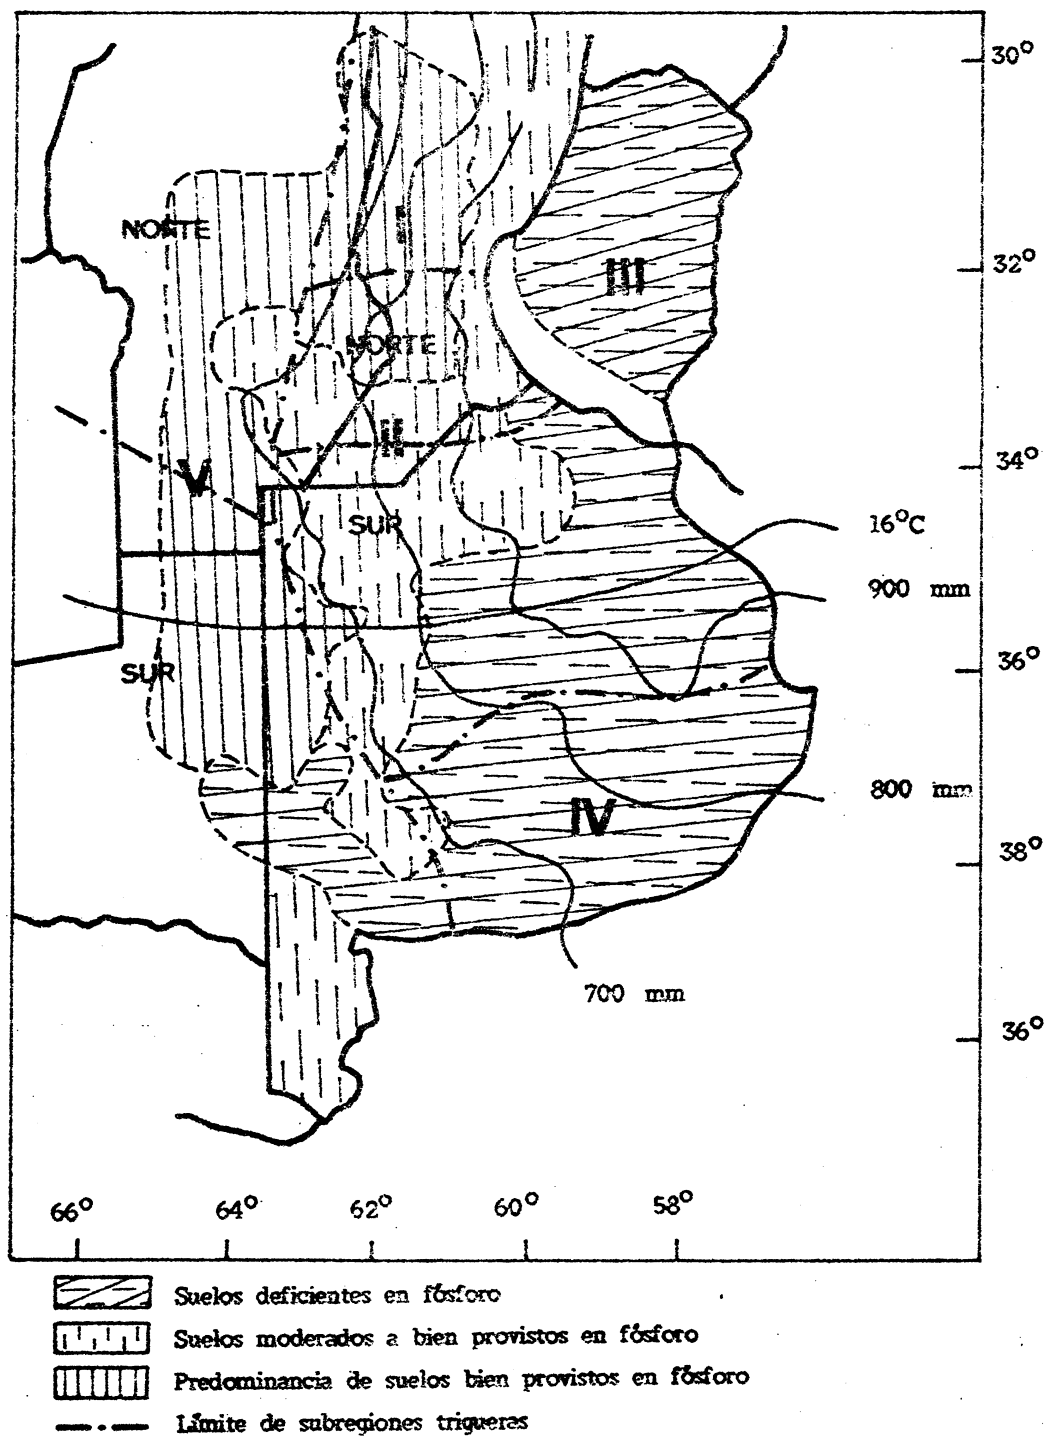 30°
NORTE
III
32°
NORTE
34°
V
SUR
16°C
900 mm
SUR
36°
800 mm
IV
38°
700 mm
36°
66° 64° 62° 60° 58°
Suelos deficientes en fósforo
Suelos moderados a bien provistos en fósforo
Predominancia de suelos bien provistos en fósforo
Límite de subregiones trigueras